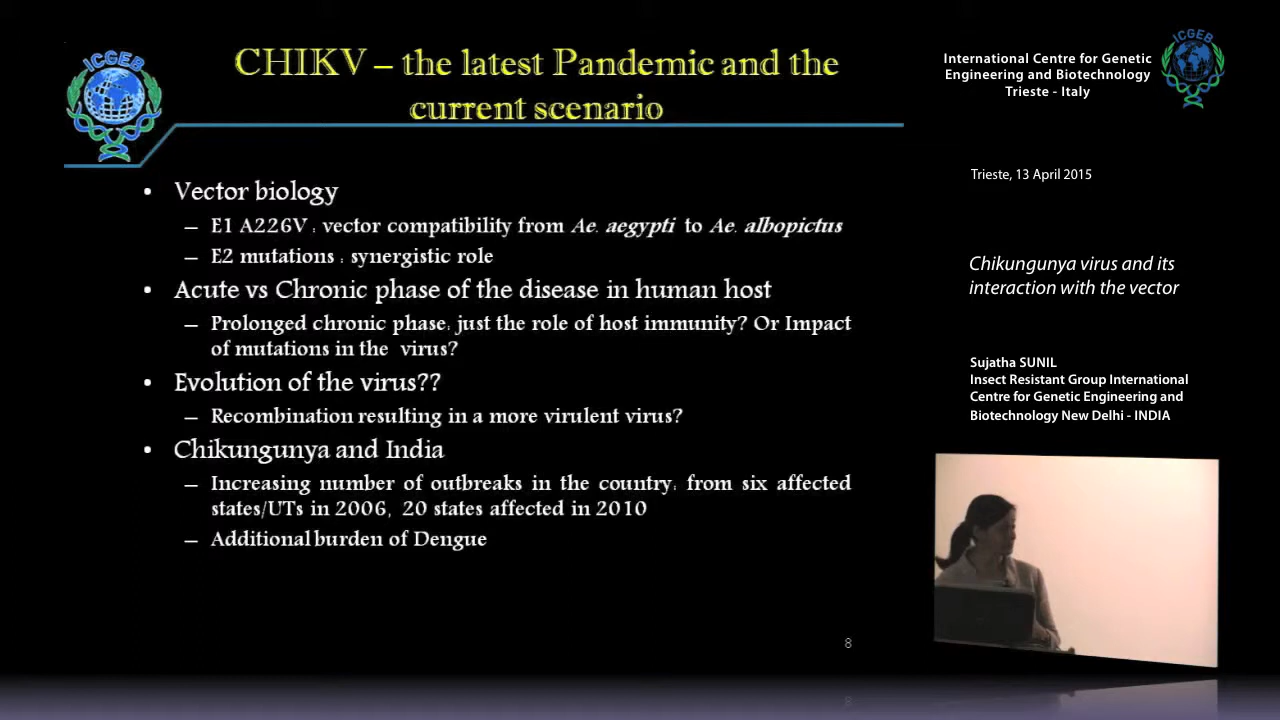 ICGEB
CHIKV – the latest Pandemic and the
current scenario
• Vector biology
– E1 A226V : vector compatibility from Ae. aegypti to Ae. albopictus
– E2 mutations : synergistic role
• Acute vs Chronic phase of the disease in human host
– Prolonged chronic phase: just the role of host immunity? Or Impact
of mutations in the virus?
• Evolution of the virus??
– Recombination resulting in a more virulent virus?
• Chikungunya and India
– Increasing number of outbreaks in the country: from six affected
states/UTs in 2006, 20 states affected in 2010
– Additional burden of Dengue
8
International Centre for Genetic
Engineering and Biotechnology
Trieste - Italy
ICGEB
Trieste, 13 April 2015
Chikungunya virus and its
interaction with the vector
Sujatha SUNIL
Insect Resistant Group International
Centre for Genetic Engineering and
Biotechnology New Delhi - INDIA